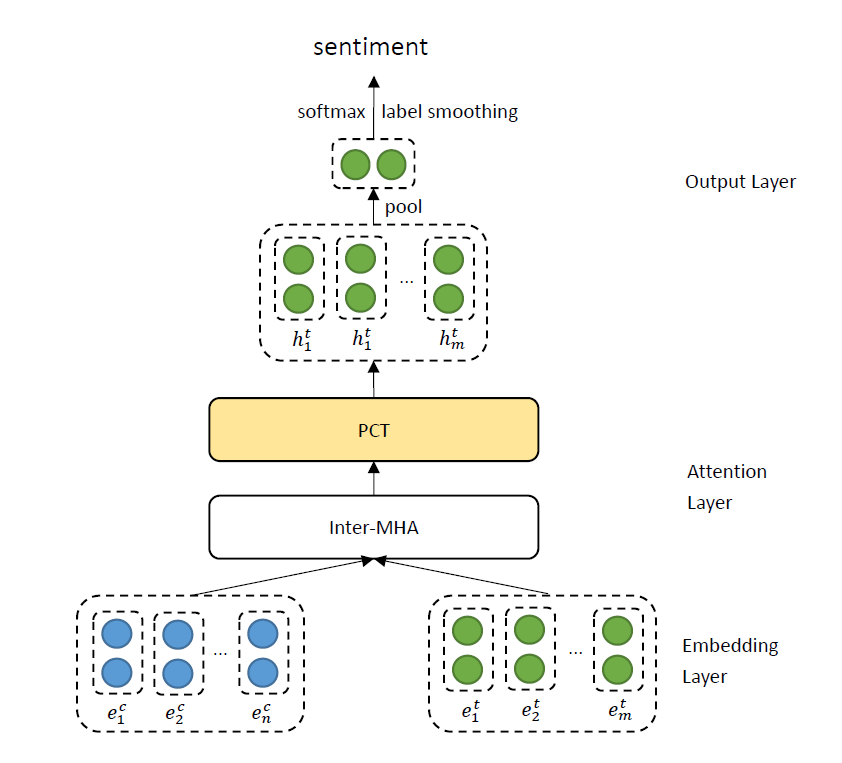 sentiment
softmax label smoothing
Output Layer
pool
...
h_1^t h_1^t h_m^t
PCT
Attention
Layer
Inter-MHA
... ...
Embedding
Layer
e_1^c e_2^c e_n^c e_1^t e_2^t e_m^t